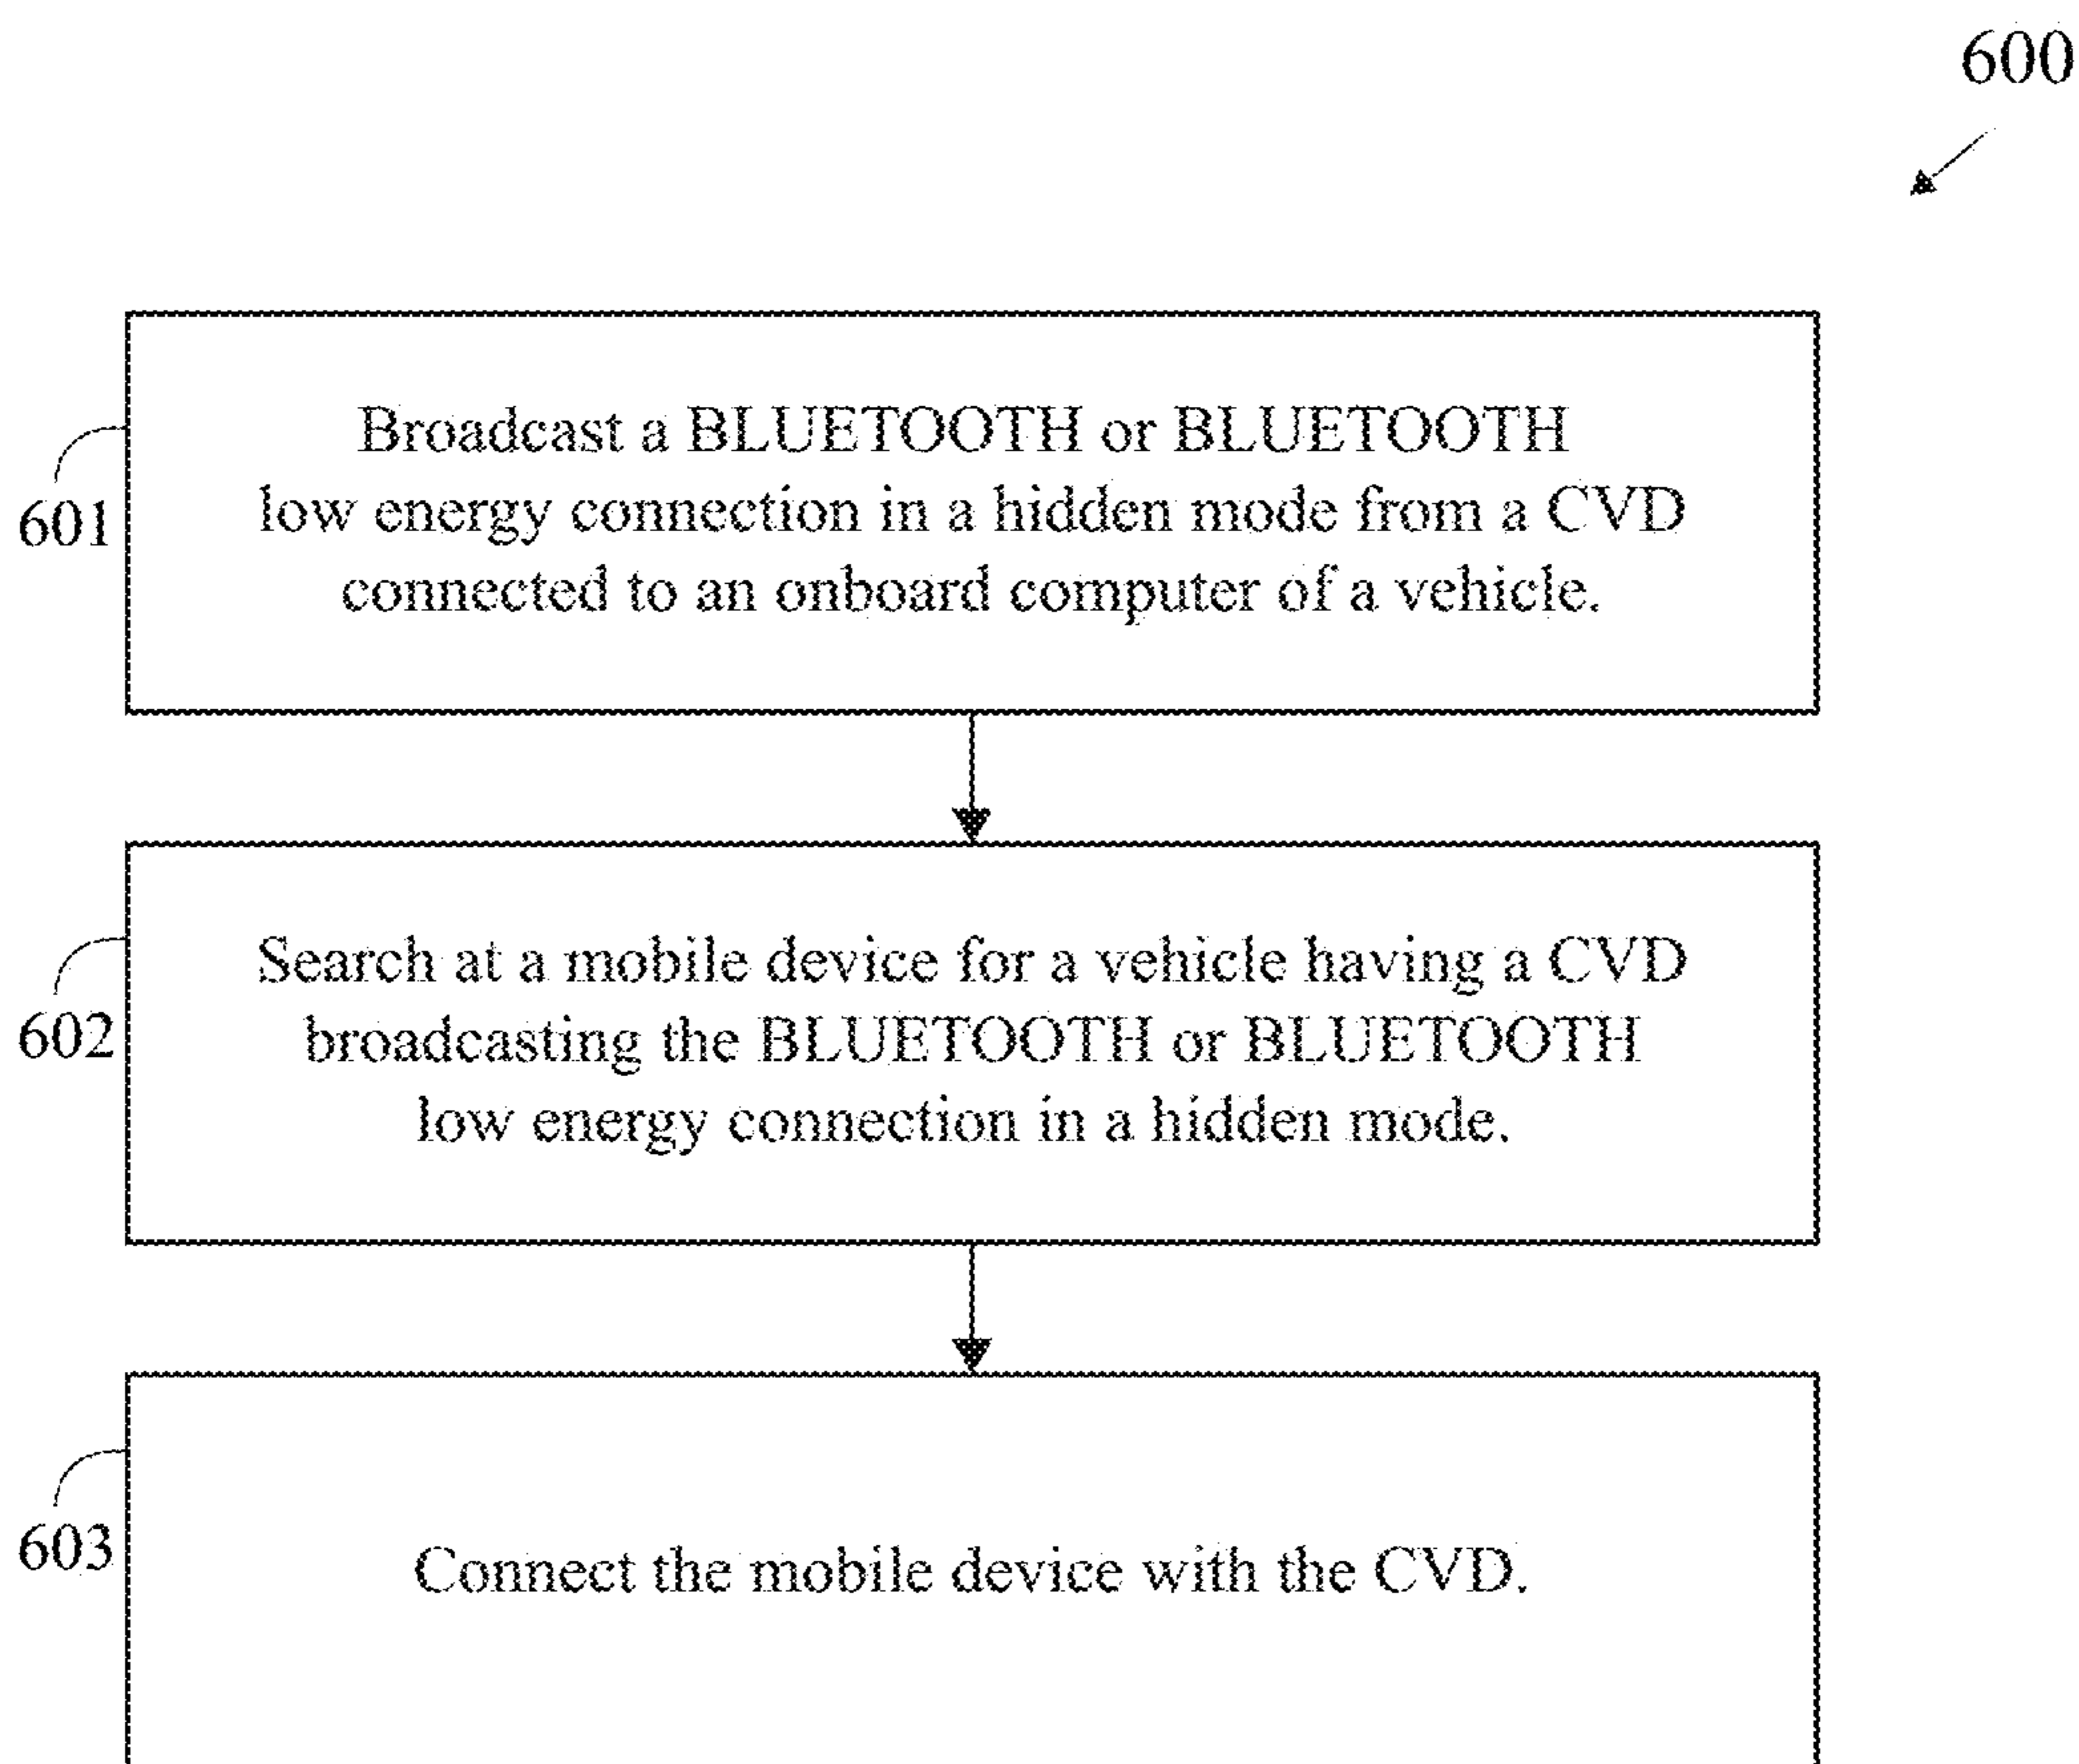 600
Broadcast a BLUETOOTH or BLUETOOTH
low energy connection in a hidden mode from a CVD
connected to an onboard computer of a vehicle.
601
Search at a mobile device for a vehicle having a CVD
broadcasting the BLUETOOTH or BLUETOOTH
low energy connection in a hidden mode.
602
Connect the mobile device with the CVD.
603